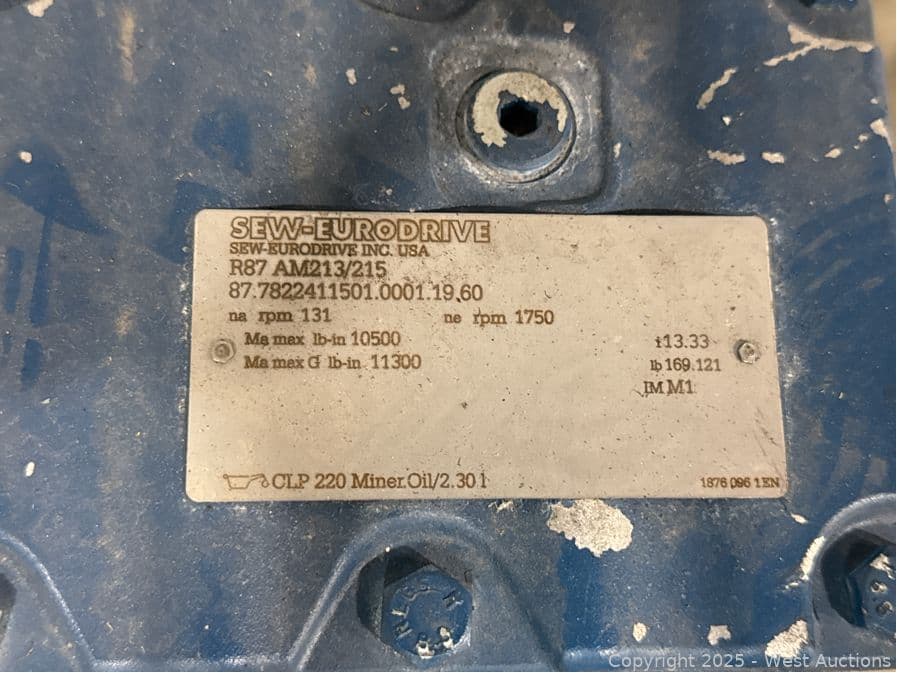 SEW-EURODRIVE
SEW-EURODRIVE INC. USA
R87 AM213/215
87.7822411501.0001.19.60
na rpm 131 ne rpm 1750
Ma max lb-in 10500 i13.33
Ma max G lb-in 11300 lb 169.121
IM M1
CLP 220 Miner.Oil/2.30 l
1876 096 1 EN
Copyright 2025 - West Auctions